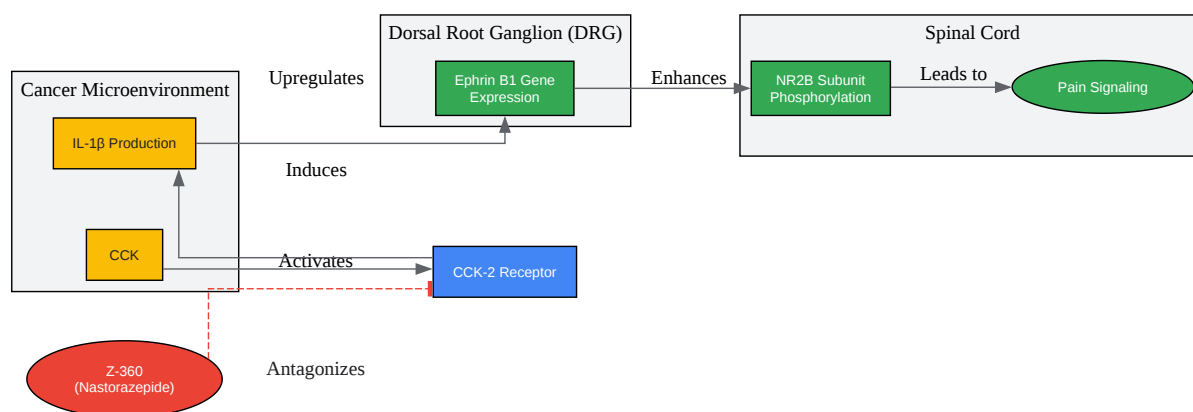 Dorsal Root Ganglion (DRG)
Spinal Cord
Cancer Microenvironment
Upregulates
Ephrin B1 Gene
Expression
Enhances
NR2B Subunit
Phosphorylation
Leads to
Pain Signaling
IL-1β Production
Induces
CCK
Activates
CCK-2 Receptor
Z-360
(Nastorazepide)
Antagonizes